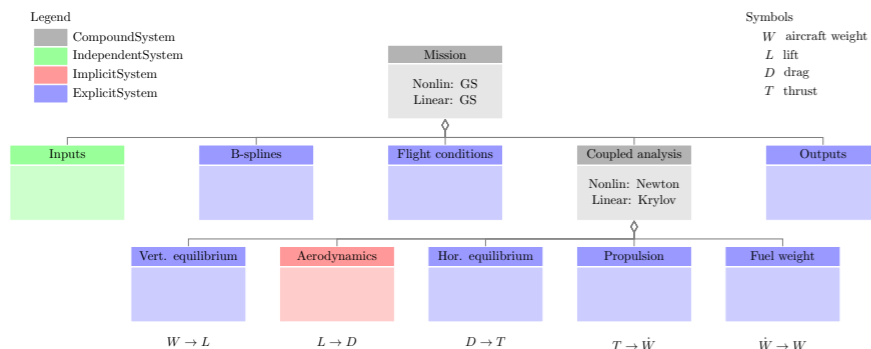 Legend
CompoundSystem
IndependentSystem
ImplicitSystem
ExplicitSystem
Symbols
W aircraft weight
L lift
D drag
T thrust
Mission
Nonlin: GS
Linear: GS
Inputs
B-splines
Flight conditions
Coupled analysis
Nonlin: Newton
Linear: Krylov
Outputs
Vert. equilibrium
Aerodynamics
Hor. equilibrium
Propulsion
Fuel weight
W → L
L → D
D → T
T → Ẇ
Ẇ → W